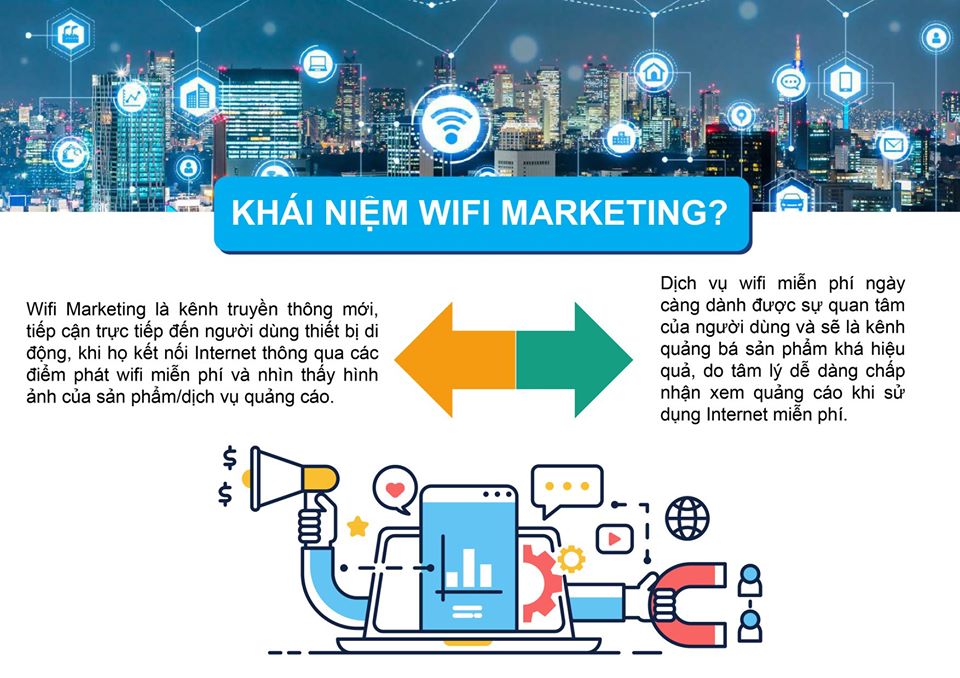 KHÁI NIỆM WIFI MARKETING?
Wifi Marketing là kênh truyền thông mới,
tiếp cận trực tiếp đến người dùng thiết bị di
động, khi họ kết nối Internet thông qua các
điểm phát wifi miễn phí và nhìn thấy hình
ảnh của sản phẩm/dịch vụ quảng cáo.
Dịch vụ wifi miễn phí ngày
càng dành được sự quan tâm
của người dùng và sẽ là kênh
quảng bá sản phẩm khá hiệu
quả, do tâm lý dễ dàng chấp
nhận xem quảng cáo khi sử
dụng Internet miễn phí.
$
$